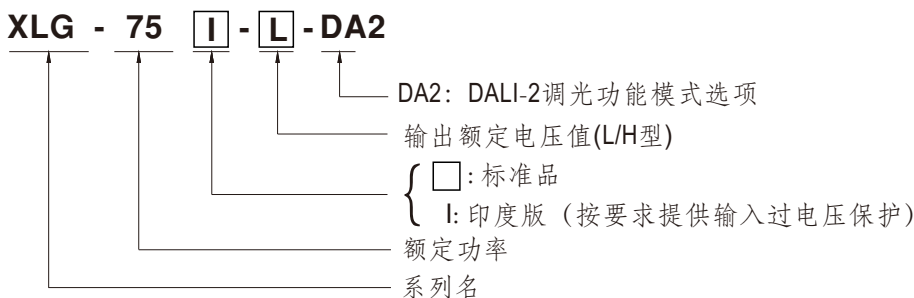 XLG - 75 I - L - DA2
DA2：DALI-2调光功能模式选项
输出额定电压值(L/H型)
□：标准品
I: 印度版（按要求提供输入过电压保护）
额定功率
系列名